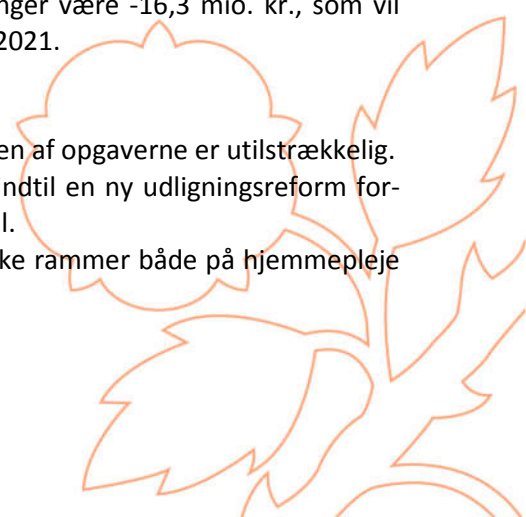 nger være -16,3 mio. kr., som vil
2021.
en af opgaverne er utilstrækkelig.
indtil en ny udligningsreform for-
l.
ke rammer både på hjemmepleje